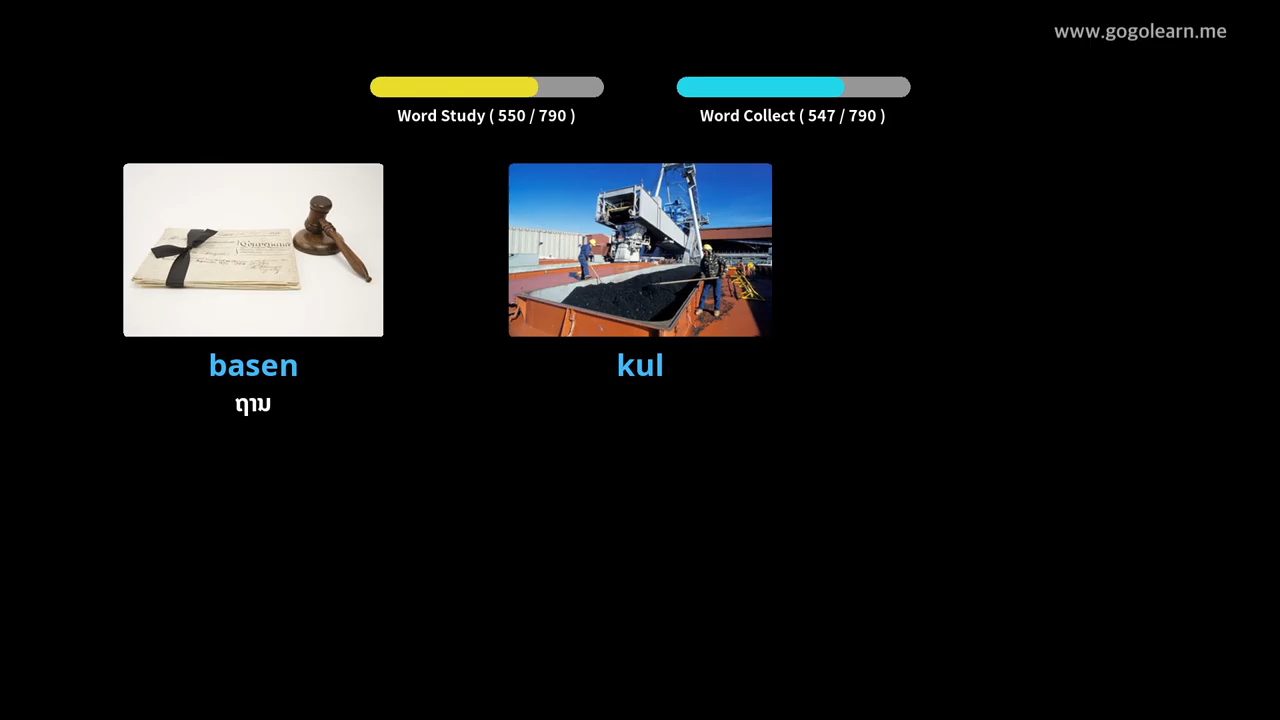 www.gogolearn.me
Word Study ( 550 / 790 )
Word Collect ( 547 / 790 )
basen
ຖານ
kul